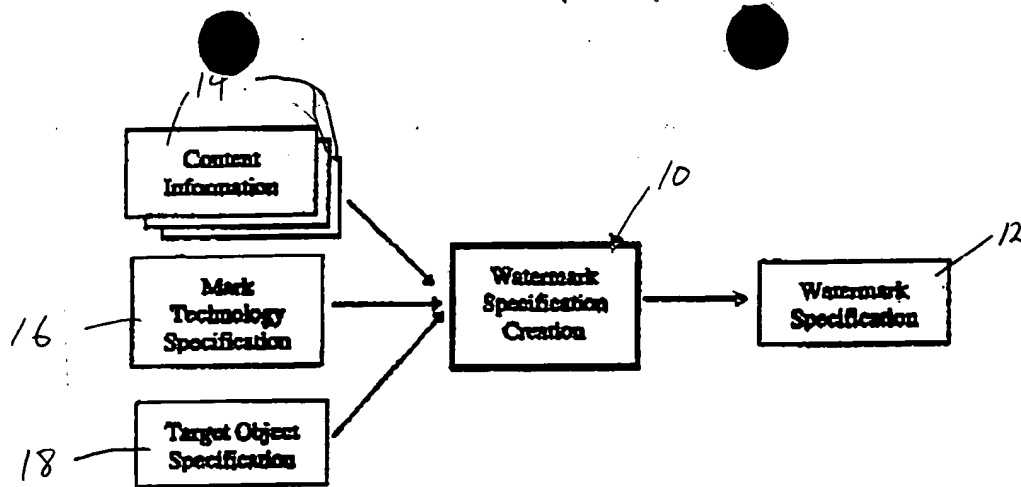 14
Content
Information
10
Watermark
Specification
Creation
12
Watermark
Specification
Mark
Technology
Specification
16
Target Object
Specification
18